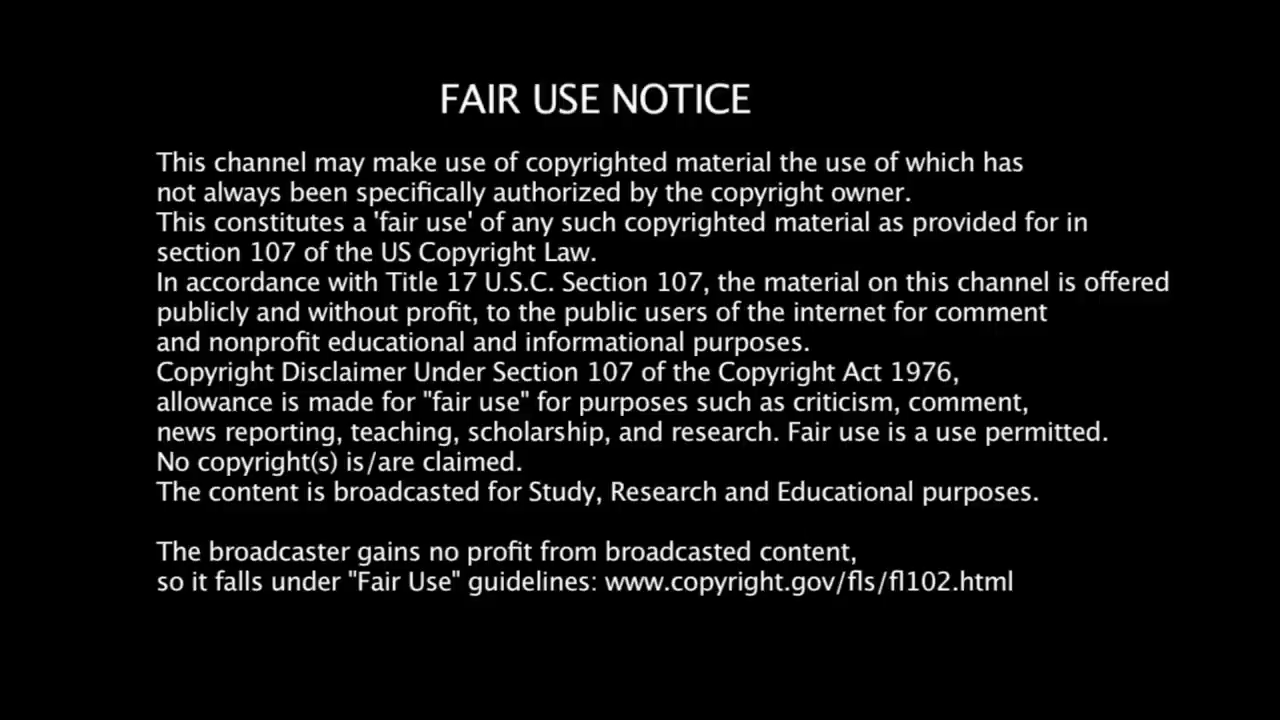 FAIR USE NOTICE
This channel may make use of copyrighted material the use of which has
not always been specifically authorized by the copyright owner.
This constitutes a 'fair use' of any such copyrighted material as provided for in
section 107 of the US Copyright Law.
In accordance with Title 17 U.S.C. Section 107, the material on this channel is offered
publicly and without profit, to the public users of the internet for comment
and nonprofit educational and informational purposes.
Copyright Disclaimer Under Section 107 of the Copyright Act 1976,
allowance is made for "fair use" for purposes such as criticism, comment,
news reporting, teaching, scholarship, and research. Fair use is a use permitted.
No copyright(s) is/are claimed.
The content is broadcasted for Study, Research and Educational purposes.
The broadcaster gains no profit from broadcasted content,
so it falls under "Fair Use" guidelines: www.copyright.gov/fls/fl102.html